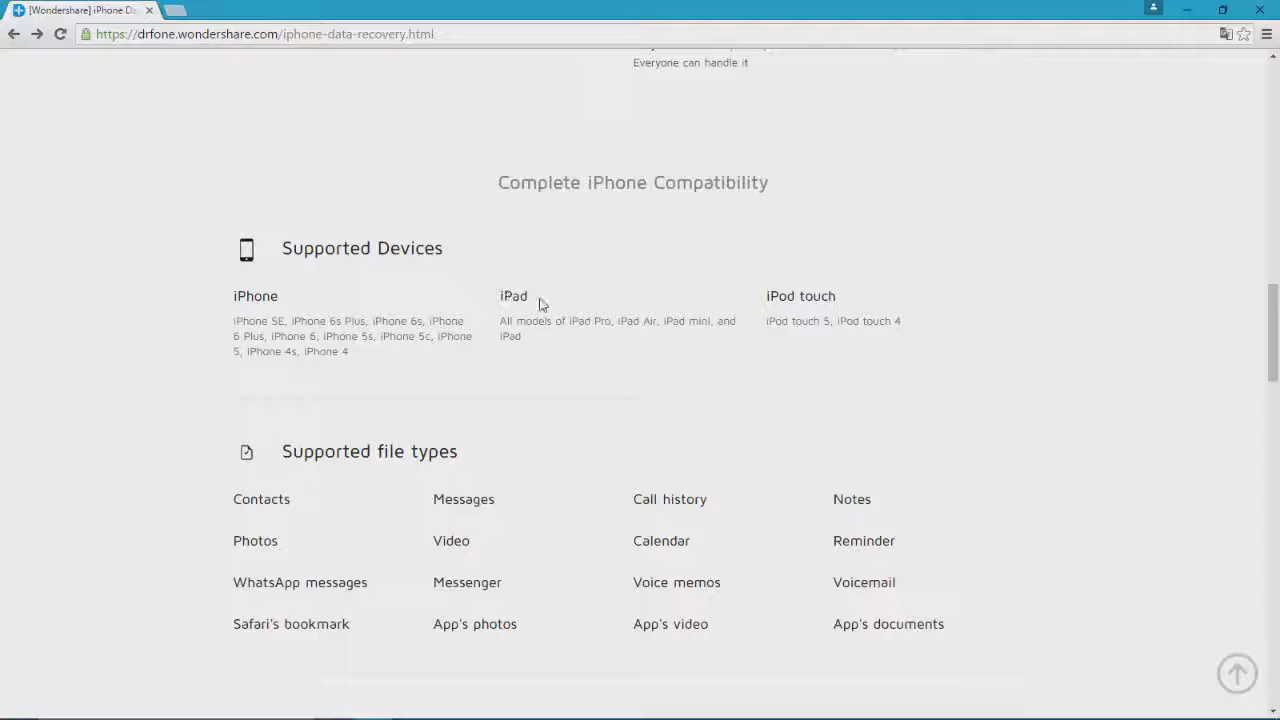 [Wondershare] iPhone Da
https://drfone.wondershare.com/iphone-data-recovery.html
Everyone can handle it
Complete iPhone Compatibility
Supported Devices
iPhone
iPhone SE, iPhone 6s Plus, iPhone 6s, iPhone
6 Plus, iPhone 6, iPhone 5s, iPhone 5c, iPhone
5, iPhone 4s, iPhone 4
iPad
All models of iPad Pro, iPad Air, iPad mini, and
iPad
iPod touch
iPod touch 5, iPod touch 4
Supported file types
Contacts
Messages
Call history
Notes
Photos
Video
Calendar
Reminder
WhatsApp messages
Messenger
Voice memos
Voicemail
Safari's bookmark
App's photos
App's video
App's documents